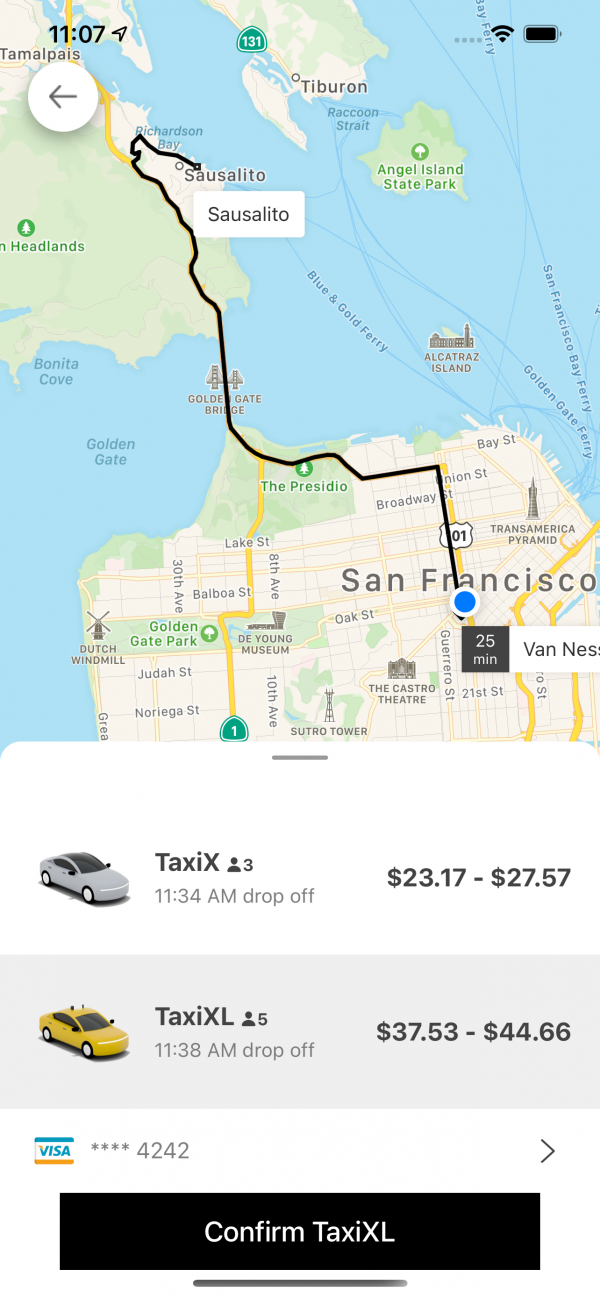 11:07
131
Tamalpais
Bay Ferry
Tiburon
Raccoon
Strait
Richardson
Bay
Angel Island
State Park
Sausalito
Sausalito
n Headlands
Blue & Gold Ferry
San Francisco Bay Ferry
ALCATRAZ
ISLAND
Bonita
Cove
Golden Gate Ferry
GOLDEN GATE
BRIDGE
Golden
Gate
Bay St
The Presidio
Union St
Broadway St
101
TRANSAMERICA
PYRAMID
Lake St
30th Ave
8th Ave
San Francisco
Balboa St
Oak St
Golden
Gate Park
DE YOUNG
MUSEUM
DUTCH
WINDMILL
25
min
Van Ness
Guerrero St
Judah St
10th Ave
THE CASTRO
THEATRE
21st St
Noriega St
Grea
1
SUTRO TOWER
TaxiX 3
$23.17 - $27.57
11:34 AM drop off
TaxiXL 5
$37.53 - $44.66
11:38 AM drop off
VISA **** 4242
Confirm TaxiXL